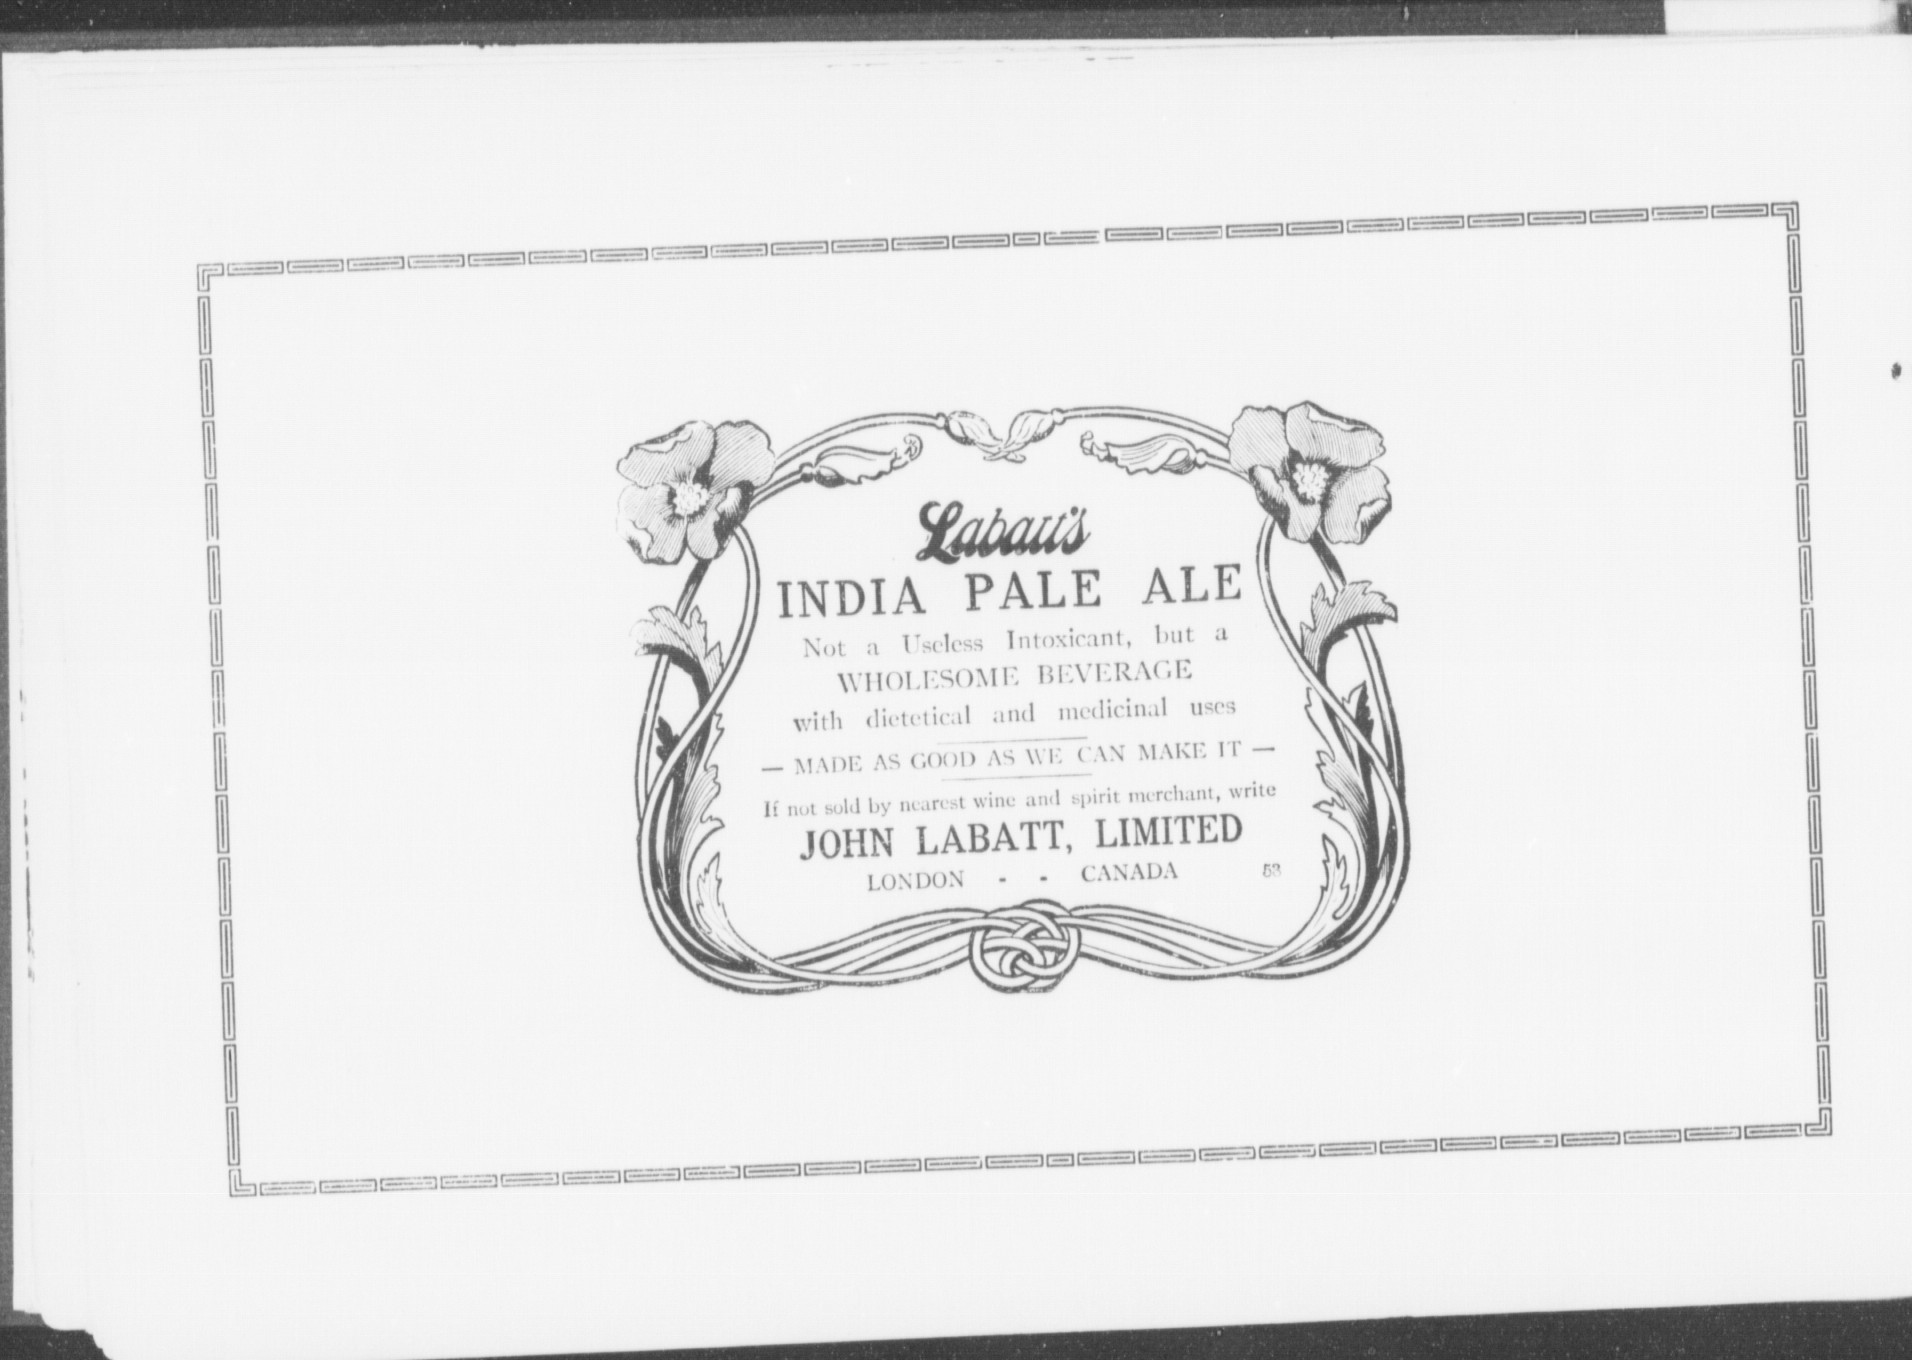 Labatt's
INDIA PALE ALE
Not a Useless Intoxicant, but a
WHOLESOME BEVERAGE
with dietetical and medicinal uses
— MADE AS GOOD AS WE CAN MAKE IT —
If not sold by nearest wine and spirit merchant, write
JOHN LABATT, LIMITED
LONDON - - CANADA 53